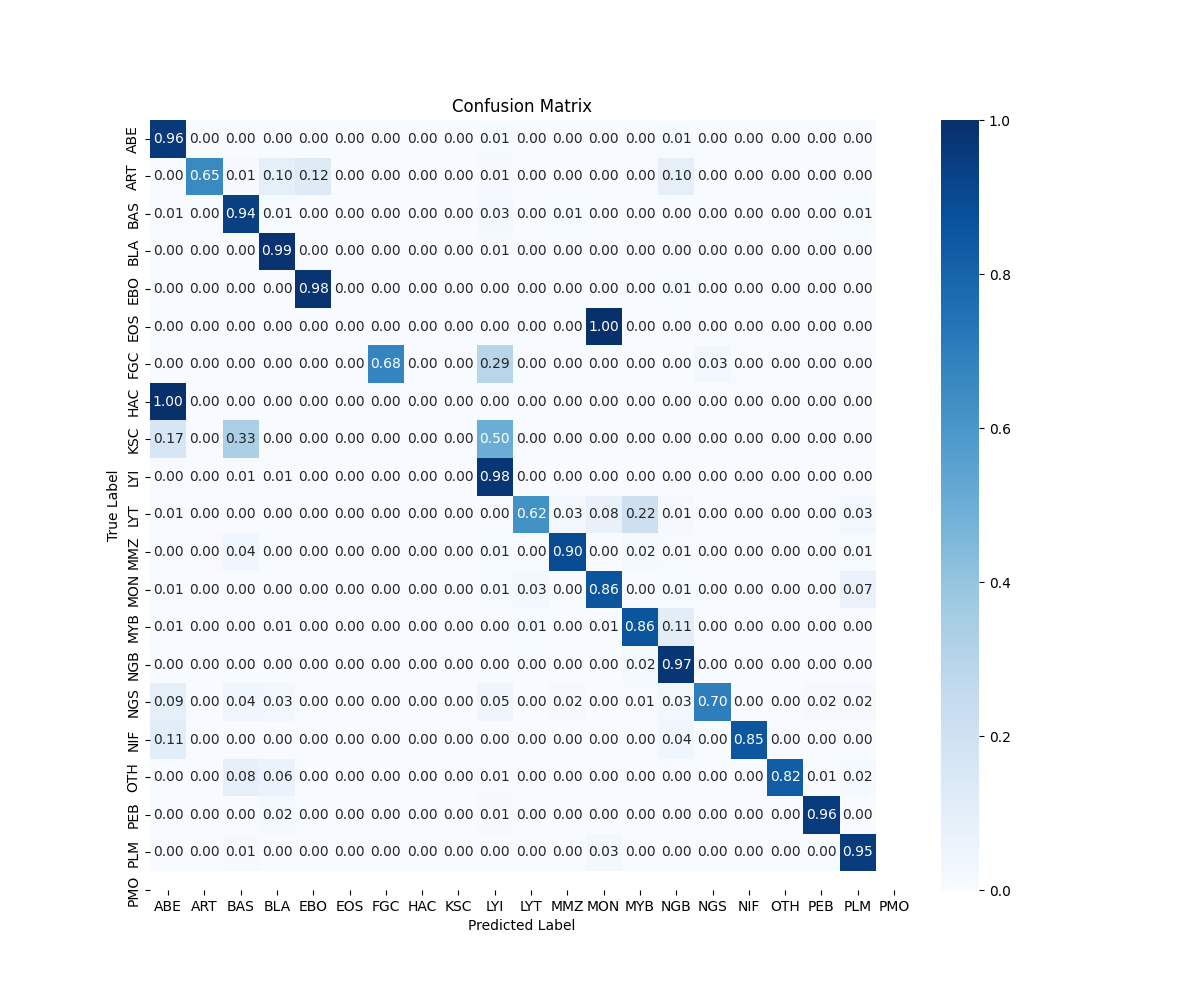 Confusion Matrix
ABE 0.96 0.00 0.00 0.00 0.00 0.00 0.00 0.00 0.00 0.01 0.00 0.00 0.00 0.00 0.01 0.00 0.00 0.00 0.00 0.00 1.0
ART 0.00 0.65 0.01 0.10 0.12 0.00 0.00 0.00 0.00 0.01 0.00 0.00 0.00 0.00 0.10 0.00 0.00 0.00 0.00 0.00
BAS 0.01 0.00 0.94 0.01 0.00 0.00 0.00 0.00 0.00 0.03 0.00 0.01 0.00 0.00 0.00 0.00 0.00 0.00 0.00 0.01
BLA 0.00 0.00 0.00 0.99 0.00 0.00 0.00 0.00 0.00 0.01 0.00 0.00 0.00 0.00 0.00 0.00 0.00 0.00 0.00 0.00
EBO 0.00 0.00 0.00 0.00 0.98 0.00 0.00 0.00 0.00 0.00 0.00 0.00 0.00 0.00 0.01 0.00 0.00 0.00 0.00 0.00 0.8
EOS 0.00 0.00 0.00 0.00 0.00 0.00 0.00 0.00 0.00 0.00 0.00 0.00 1.00 0.00 0.00 0.00 0.00 0.00 0.00 0.00
FGC 0.00 0.00 0.00 0.00 0.00 0.00 0.68 0.00 0.00 0.29 0.00 0.00 0.00 0.00 0.00 0.03 0.00 0.00 0.00 0.00
HAC 1.00 0.00 0.00 0.00 0.00 0.00 0.00 0.00 0.00 0.00 0.00 0.00 0.00 0.00 0.00 0.00 0.00 0.00 0.00 0.00
KSC 0.17 0.00 0.33 0.00 0.00 0.00 0.00 0.00 0.00 0.50 0.00 0.00 0.00 0.00 0.00 0.00 0.00 0.00 0.00 0.00 0.6
LYI 0.00 0.00 0.01 0.01 0.00 0.00 0.00 0.00 0.00 0.98 0.00 0.00 0.00 0.00 0.00 0.00 0.00 0.00 0.00 0.00
True Label
LYT 0.01 0.00 0.00 0.00 0.00 0.00 0.00 0.00 0.00 0.00 0.62 0.03 0.08 0.22 0.01 0.00 0.00 0.00 0.00 0.03
MMZ 0.00 0.00 0.04 0.00 0.00 0.00 0.00 0.00 0.00 0.01 0.00 0.90 0.00 0.02 0.01 0.00 0.00 0.00 0.00 0.01
MON 0.01 0.00 0.00 0.00 0.00 0.00 0.00 0.00 0.00 0.01 0.03 0.00 0.86 0.00 0.01 0.00 0.00 0.00 0.00 0.07 0.4
MYB 0.01 0.00 0.00 0.01 0.00 0.00 0.00 0.00 0.00 0.00 0.01 0.00 0.01 0.86 0.11 0.00 0.00 0.00 0.00 0.00
NGB 0.00 0.00 0.00 0.00 0.00 0.00 0.00 0.00 0.00 0.00 0.00 0.00 0.00 0.02 0.97 0.00 0.00 0.00 0.00 0.00
NGS 0.09 0.00 0.04 0.03 0.00 0.00 0.00 0.00 0.00 0.05 0.00 0.02 0.00 0.01 0.03 0.70 0.00 0.00 0.02 0.02
NIF 0.11 0.00 0.00 0.00 0.00 0.00 0.00 0.00 0.00 0.00 0.00 0.00 0.00 0.00 0.04 0.00 0.85 0.00 0.00 0.00 0.2
OTH 0.00 0.00 0.08 0.06 0.00 0.00 0.00 0.00 0.00 0.01 0.00 0.00 0.00 0.00 0.00 0.00 0.00 0.82 0.01 0.02
PEB 0.00 0.00 0.00 0.02 0.00 0.00 0.00 0.00 0.00 0.01 0.00 0.00 0.00 0.00 0.00 0.00 0.00 0.00 0.96 0.00
PLM 0.00 0.00 0.01 0.00 0.00 0.00 0.00 0.00 0.00 0.00 0.00 0.00 0.03 0.00 0.00 0.00 0.00 0.00 0.00 0.95
PMO 0.0
ABE ART BAS BLA EBO EOS FGC HAC KSC LYI LYT MMZ MON MYB NGB NGS NIF OTH PEB PLM PMO
Predicted Label